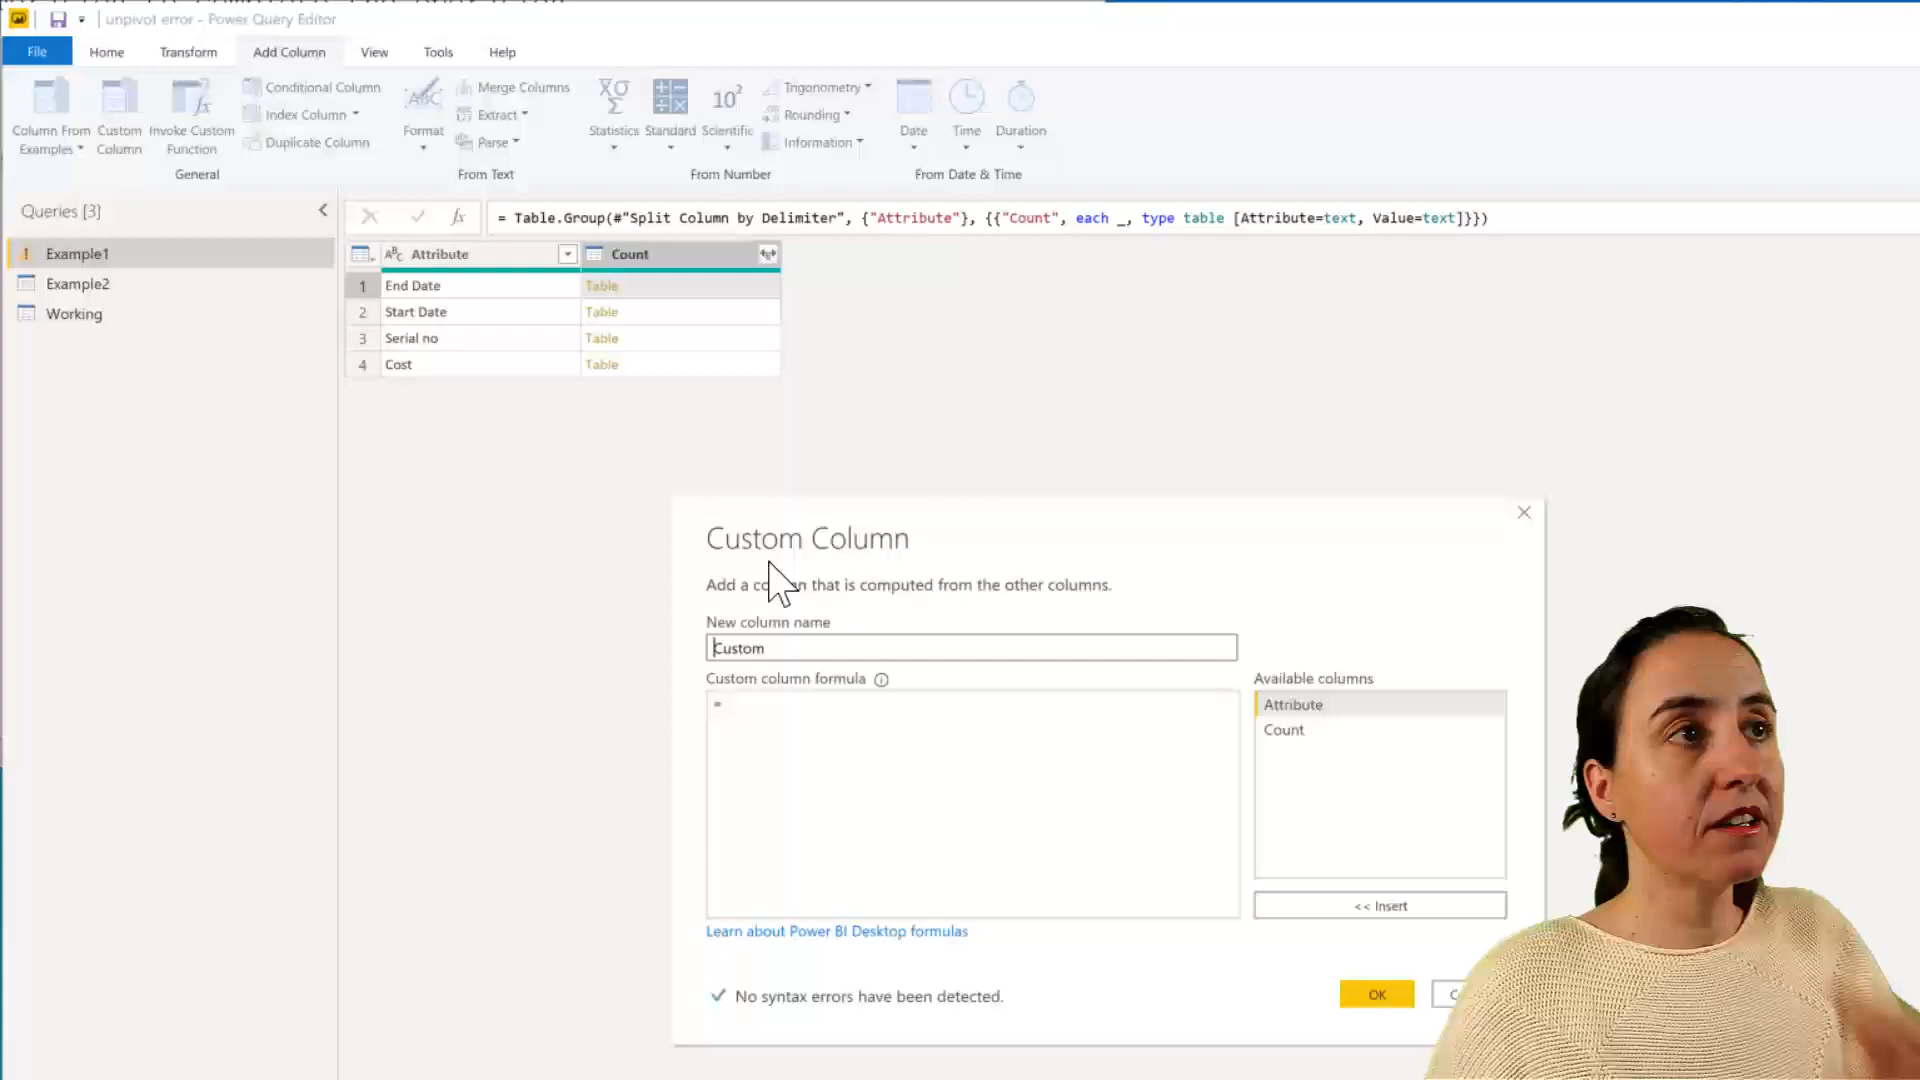 unpivot error - Power Query Editor
File
Home
Transform
Add Column
View
Tools
Help
Column From
Examples
Custom
Column
Invoke Custom
Function
Conditional Column
Index Column
Duplicate Column
General
Format
Merge Columns
Extract
Parse
From Text
Statistics
Standard
Scientific
Trigonometry
Rounding
Information
From Number
Date
Time
Duration
From Date & Time
Queries [3]
Example1
Example2
Working
= Table.Group(#"Split Column by Delimiter", {"Attribute"}, {{"Count", each _, type table [Attribute=text, Value=text]}})
Attribute
Count
1 End Date Table
2 Start Date Table
3 Serial no Table
4 Cost Table
Custom Column
Add a that is computed from the other columns.
New column name
Custom
Custom column formula
=
Available columns
Attribute
Count
<< Insert
Learn about Power BI Desktop formulas
No syntax errors have been detected.
OK